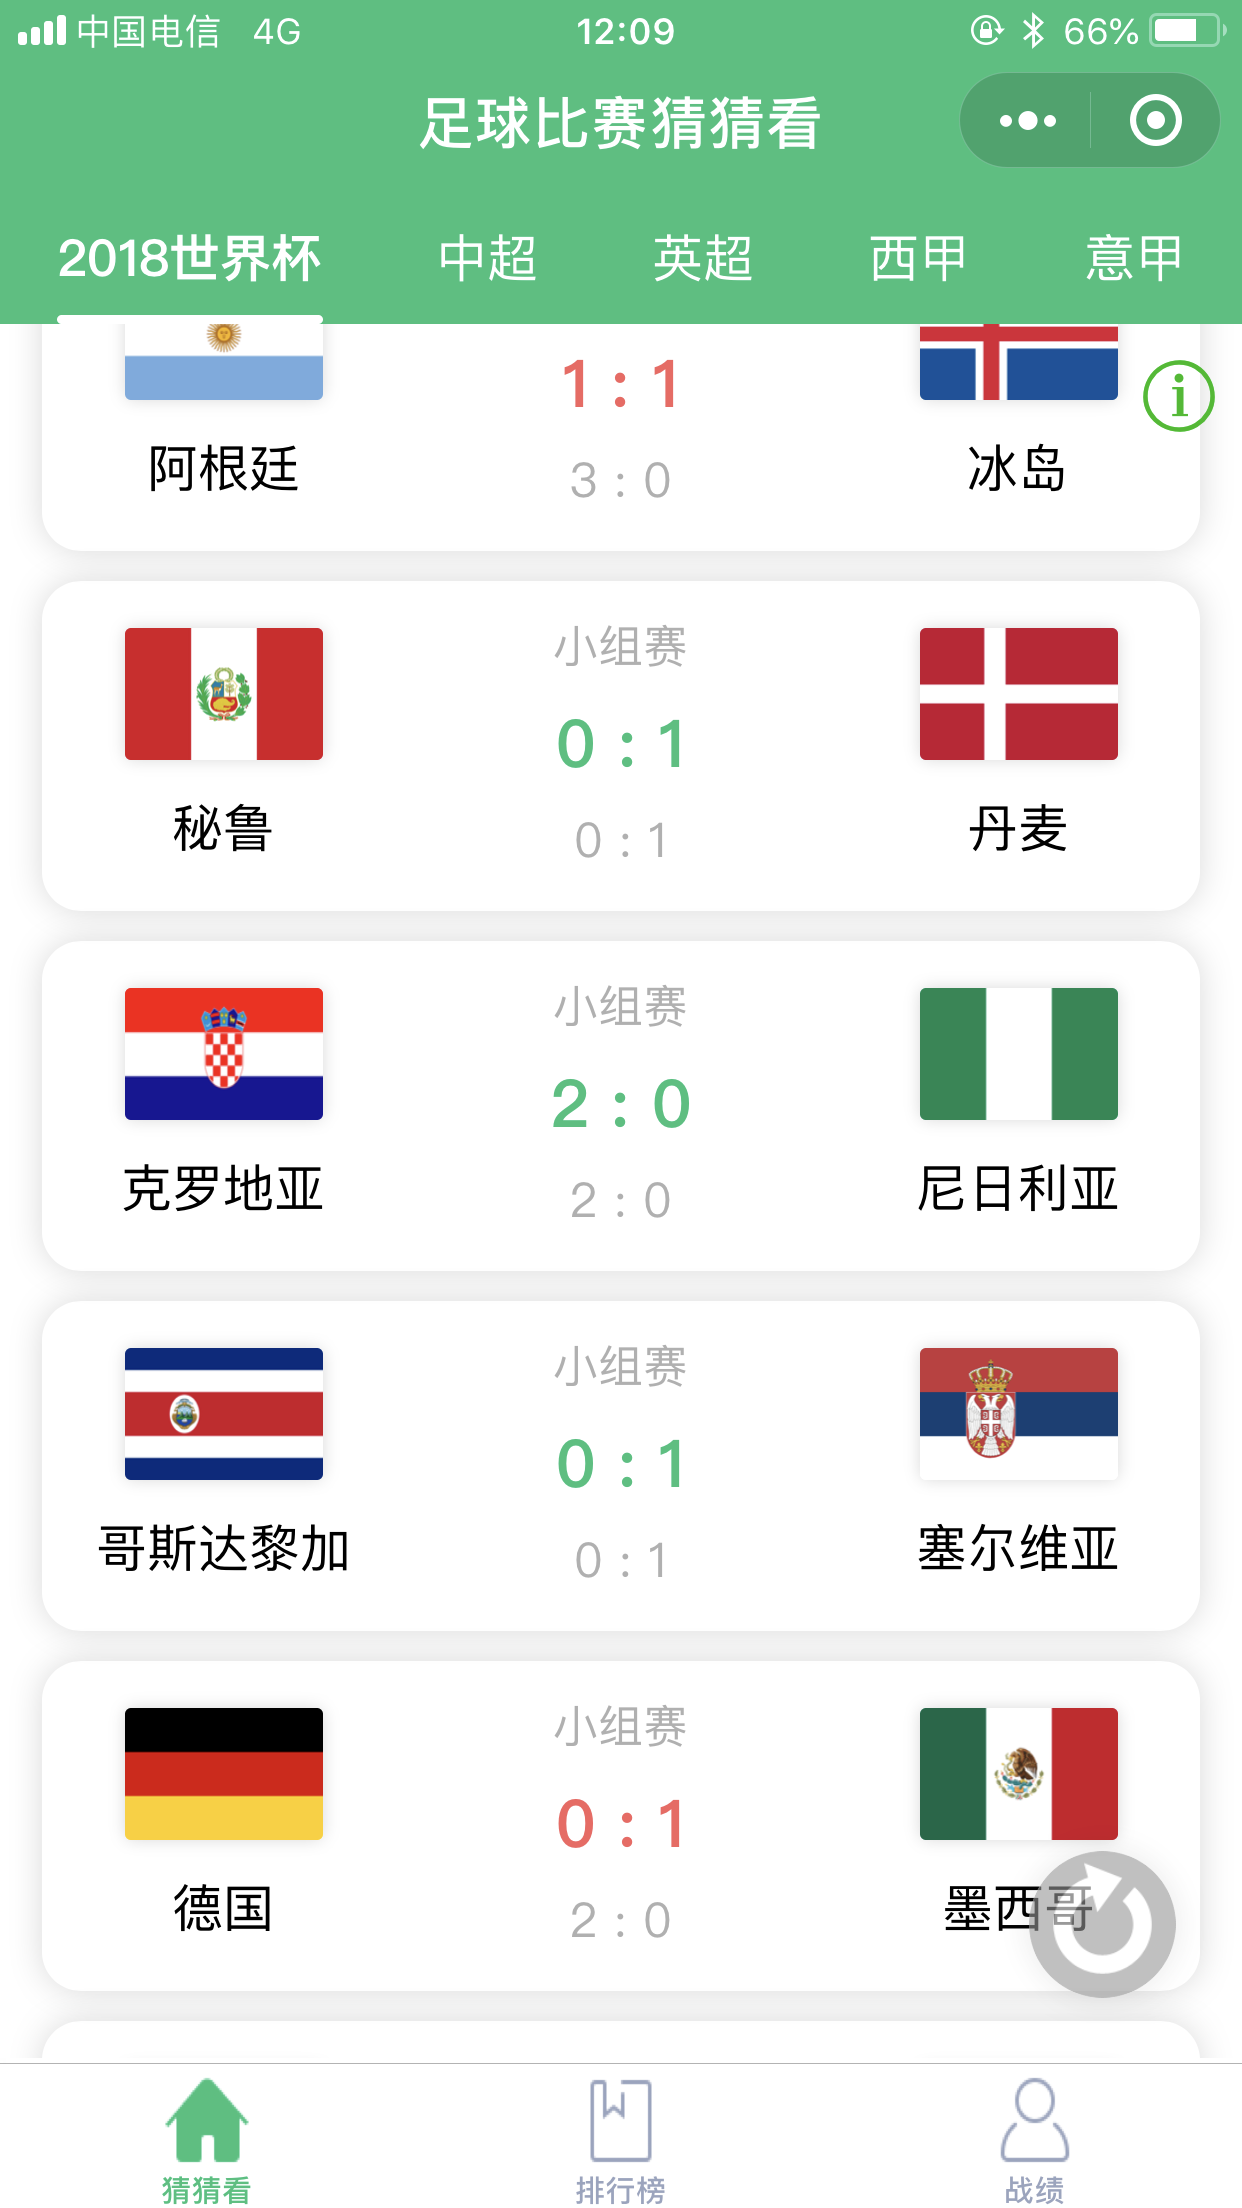 中国电信 4G 12:09 66%
足球比赛猜猜看
2018世界杯 中超 英超 西甲 意甲
1 : 1
i
阿根廷 3 : 0 冰岛
小组赛
0 : 1
秘鲁 0 : 1 丹麦
小组赛
2 : 0
克罗地亚 2 : 0 尼日利亚
小组赛
0 : 1
哥斯达黎加 0 : 1 塞尔维亚
小组赛
0 : 1
德国 2 : 0 墨西哥
猜猜看 排行榜 战绩